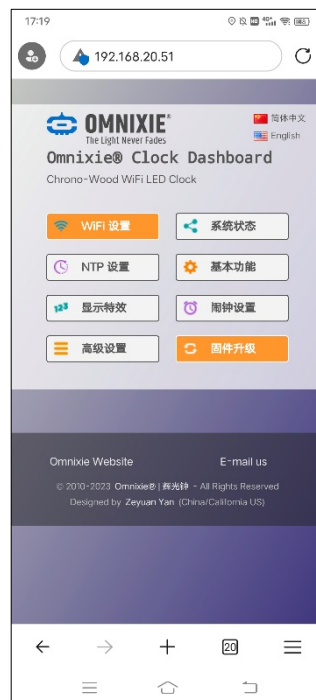 17:19
192.168.20.51
OMNIXIE®
The Light Never Fades
简体中文
English
Omnixie® Clock Dashboard
Chrono-Wood WiFi LED Clock
WiFi 设置
系统状态
NTP 设置
基本功能
123 显示特效
闹钟设置
高级设置
固件升级
Omnixie Website
E-mail us
© 2010-2023 Omnixie® | 辉光钟 - All Rights Reserved
Designed by Zeyuan Yan (China/California US)
20